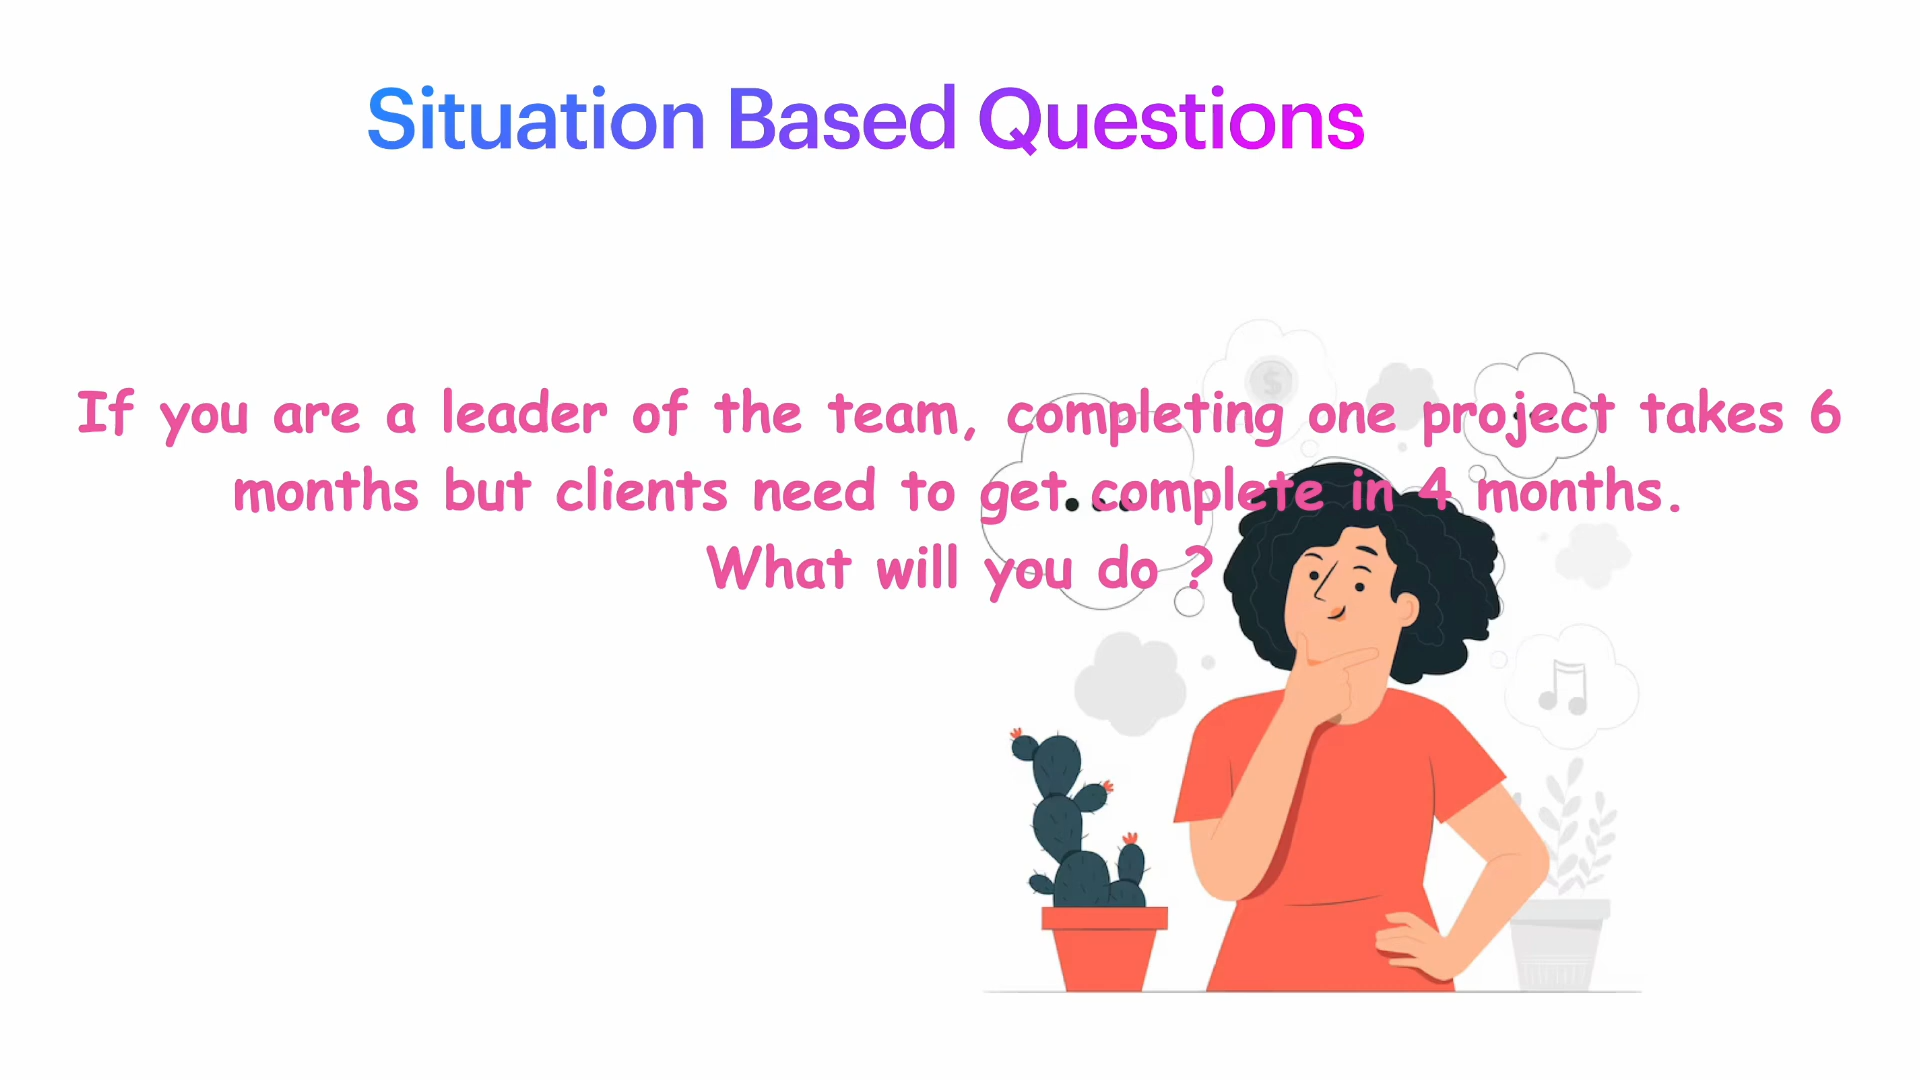 Situation Based Questions
If you are a leader of the team, completing one project takes 6
months but clients need to get complete in 4 months.
What will you do ?